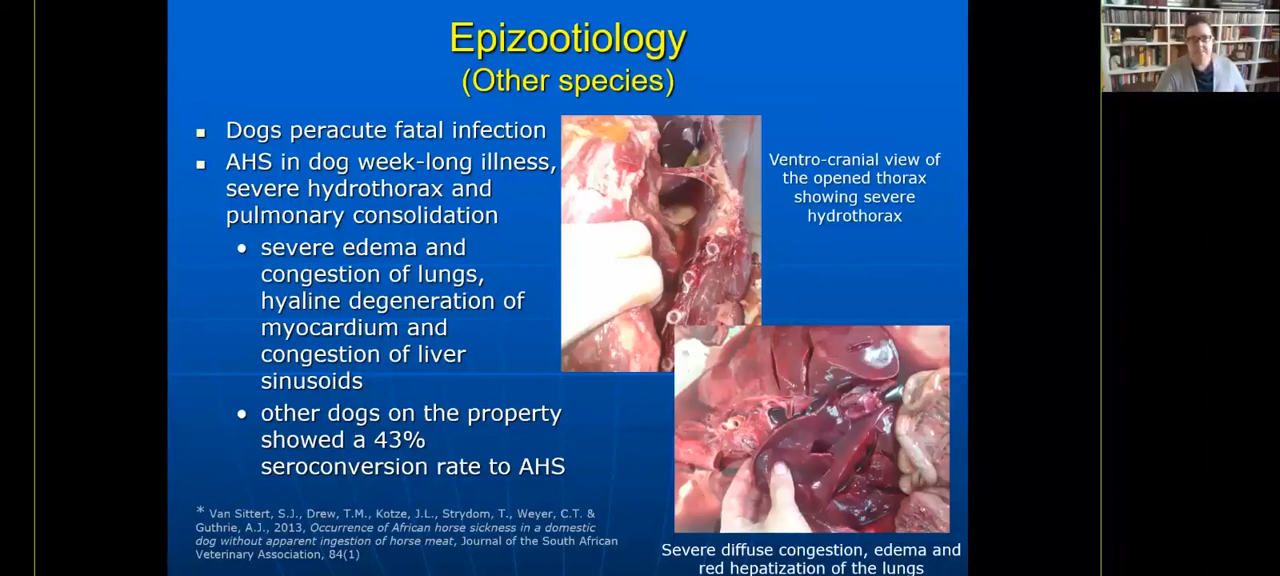 Epizootiology
(Other species)
Dogs peracute fatal infection
AHS in dog week-long illness,
severe hydrothorax and
pulmonary consolidation
severe edema and
congestion of lungs,
hyaline degeneration of
myocardium and
congestion of liver
sinusoids
other dogs on the property
showed a 43%
seroconversion rate to AHS
Ventro-cranial view of
the opened thorax
showing severe
hydrothorax
Severe diffuse congestion, edema and
red hepatization of the lungs
* Van Sittert, S.J., Drew, T.M., Kotze, J.L., Strydom, T., Weyer, C.T. &
Guthrie, A.J., 2013, Occurrence of African horse sickness in a domestic
dog without apparent ingestion of horse meat, Journal of the South African
Veterinary Association, 84(1)